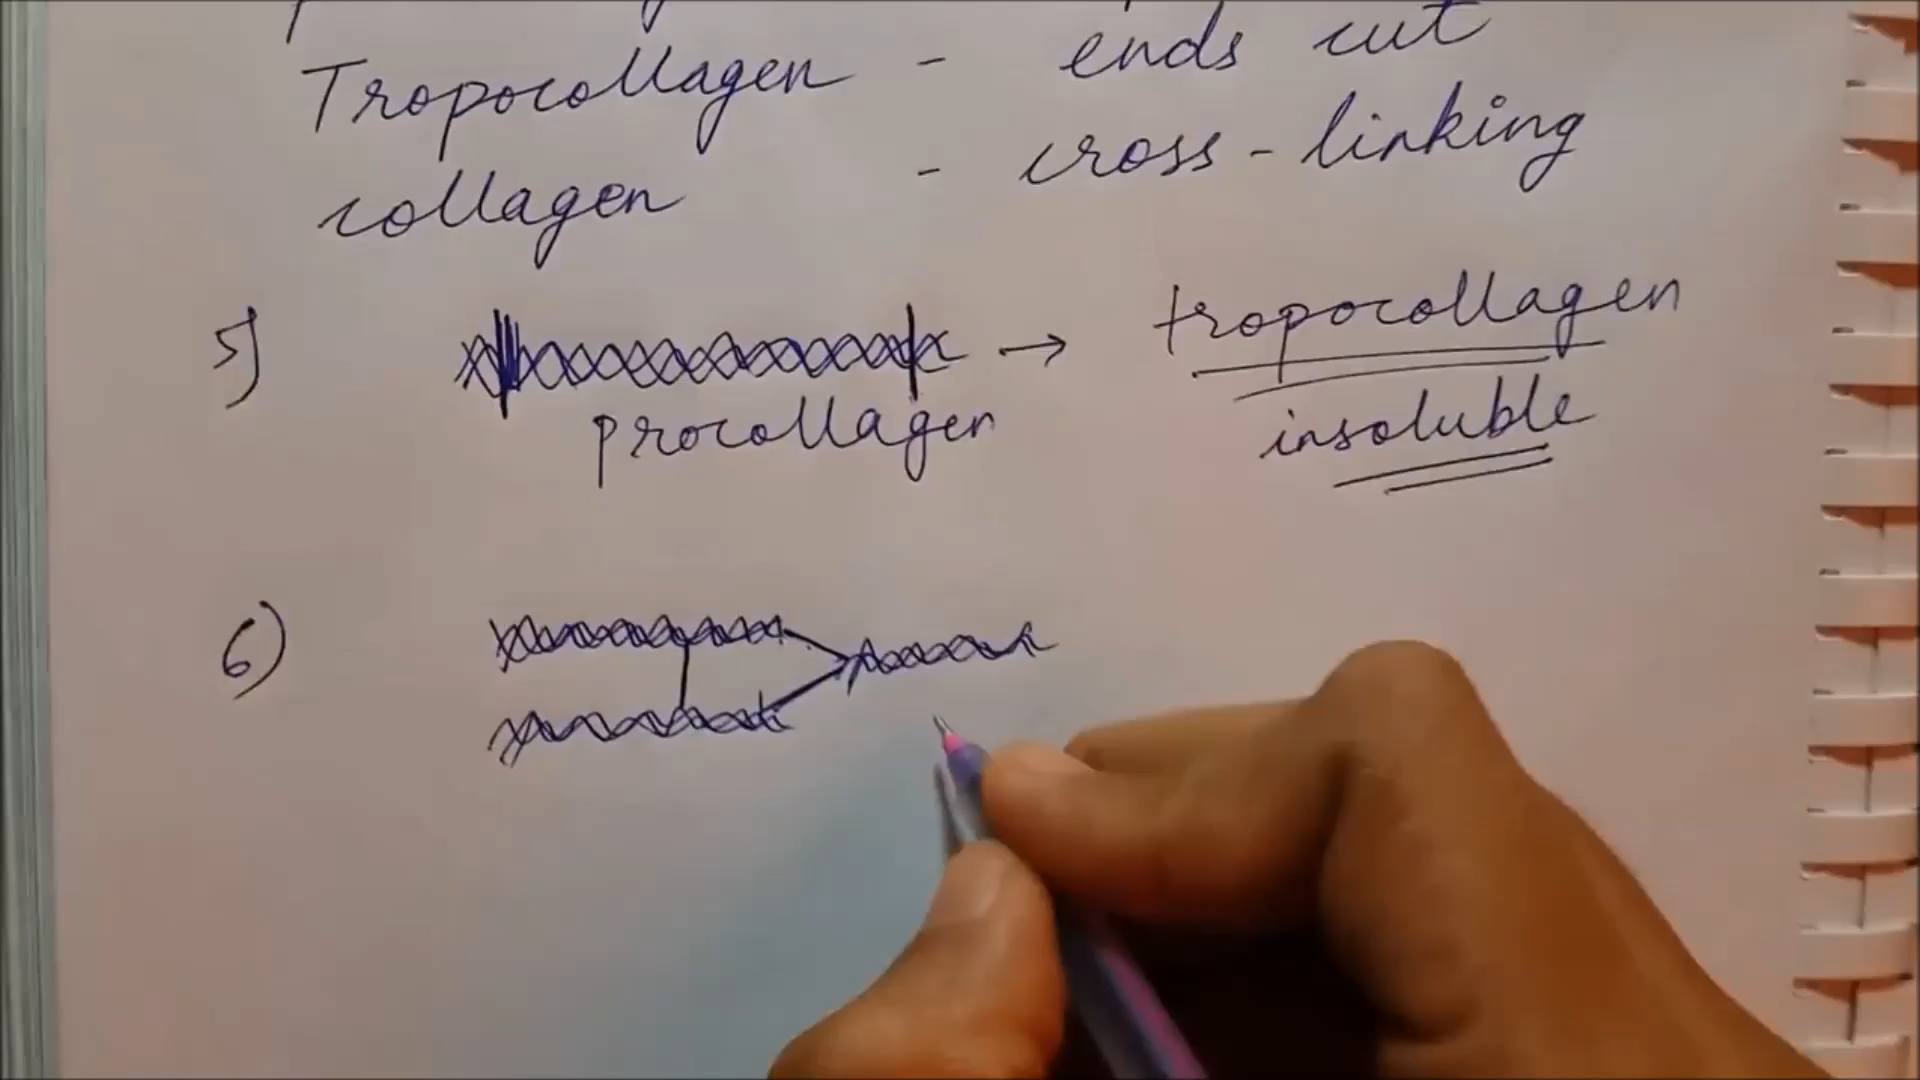 Tropocollagen - ends cut
collagen - cross-linking
5) → tropocollagen
procollagen insoluble
6)